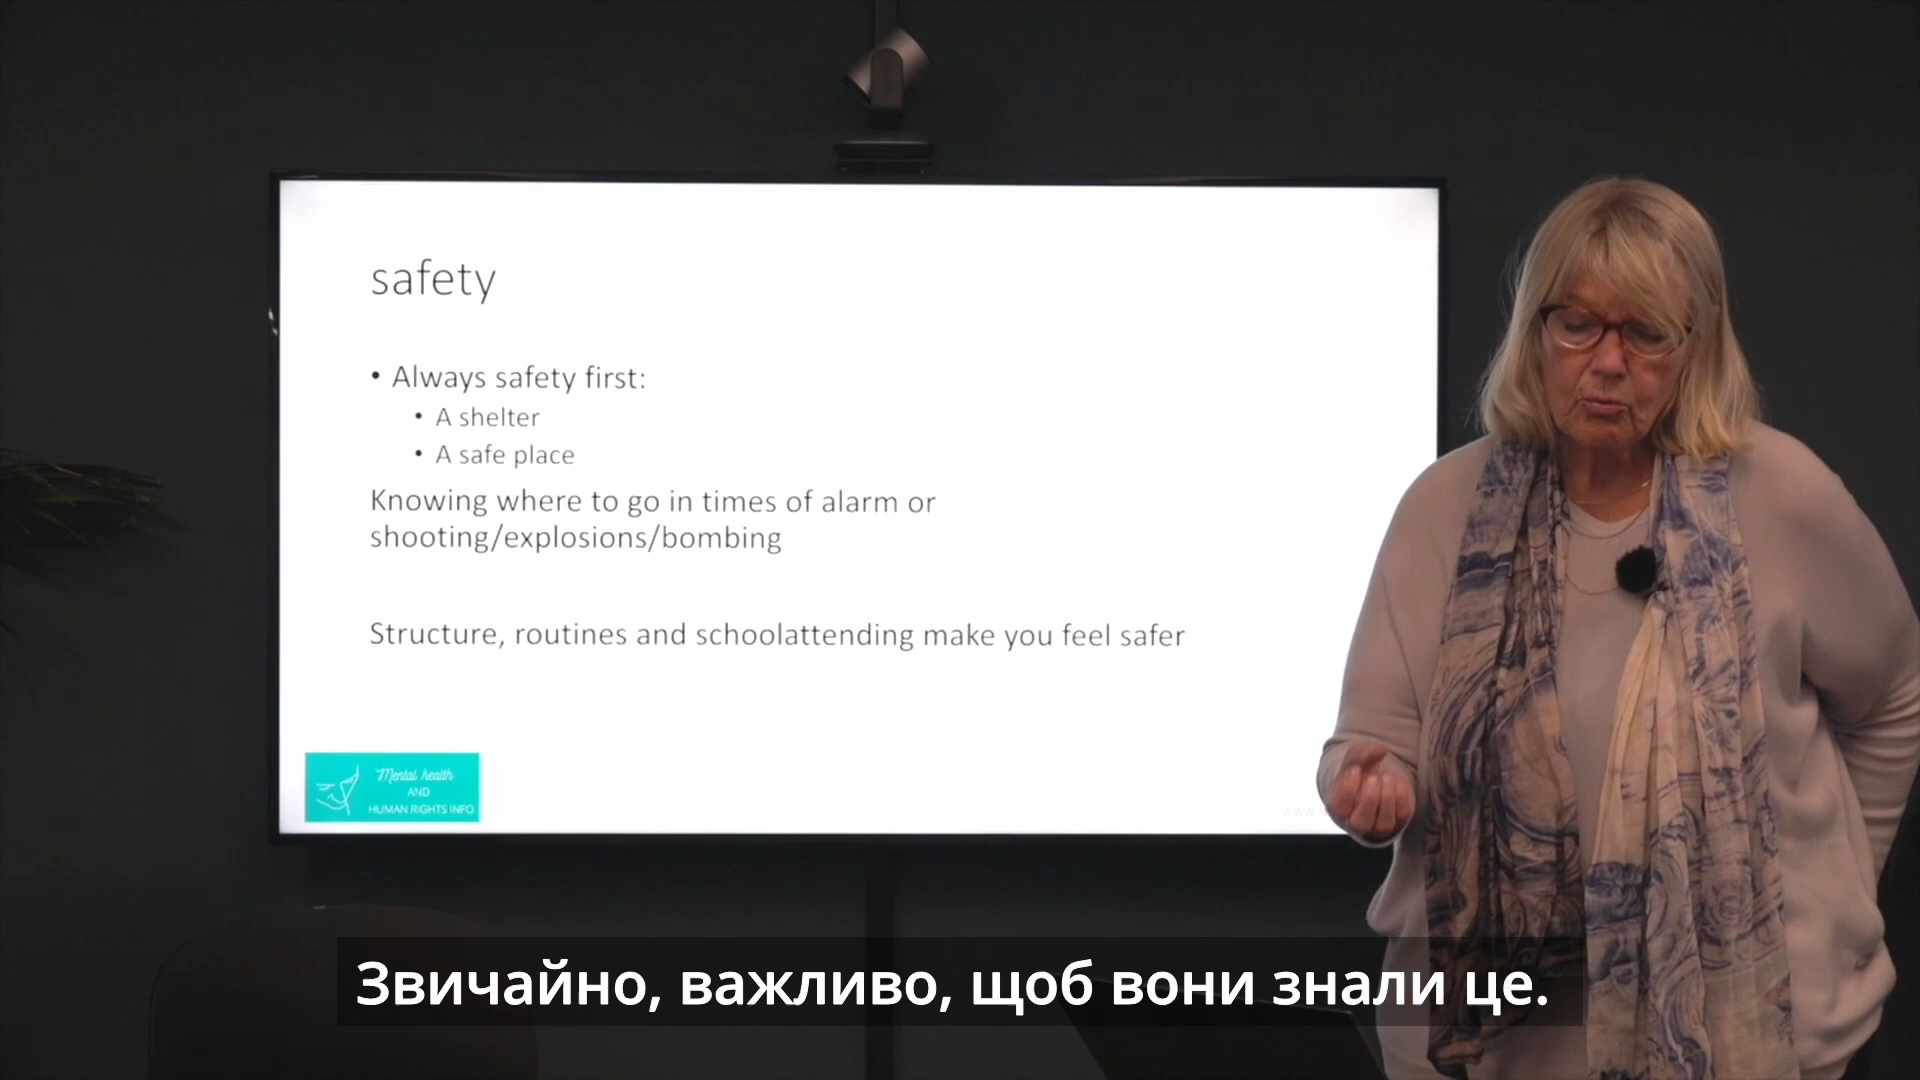 safety
• Always safety first:
• A shelter
• A safe place
Knowing where to go in times of alarm or
shooting/explosions/bombing
Structure, routines and schoolattending make you feel safer
Mental health
AND
HUMAN RIGHTS INFO
Звичайно, важливо, щоб вони знали це.